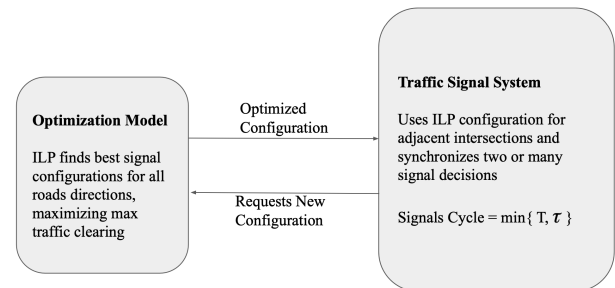 Optimization Model
ILP finds best signal
configurations for all
roads directions,
maximizing max
traffic clearing
Optimized
Configuration
Requests New
Configuration
Traffic Signal System
Uses ILP configuration for
adjacent intersections and
synchronizes two or many
signal decisions
Signals Cycle = min{ T, τ }